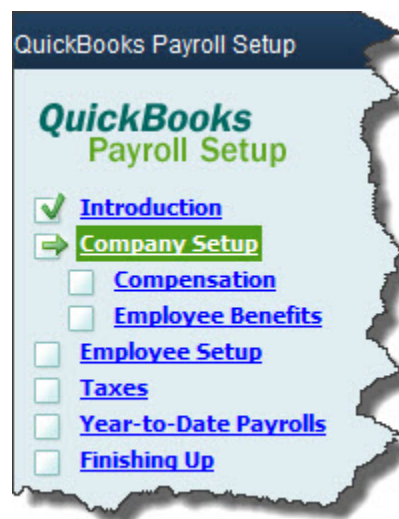 QuickBooks Payroll Setup
QuickBooks
Payroll Setup
Introduction
Company Setup
Compensation
Employee Benefits
Employee Setup
Taxes
Year-to-Date Payrolls
Finishing Up